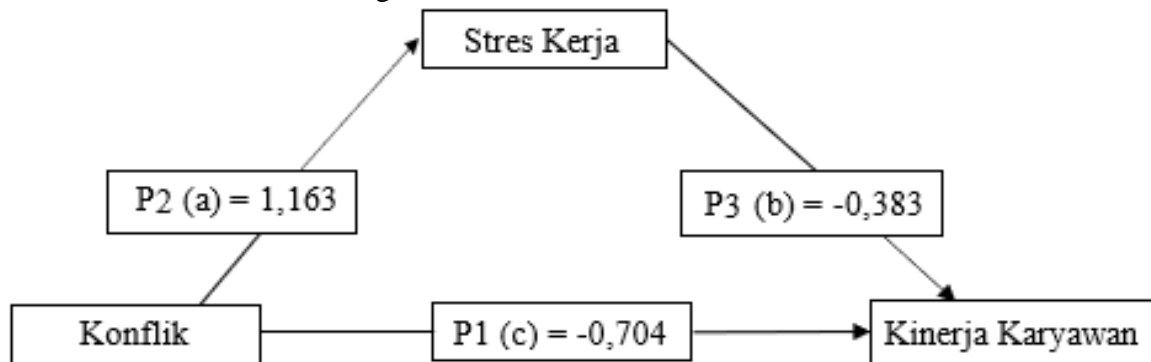 Stres Kerja
P2 (a) = 1,163
P3 (b) = -0,383
Konflik
P1 (c) = -0,704
Kinerja Karyawan